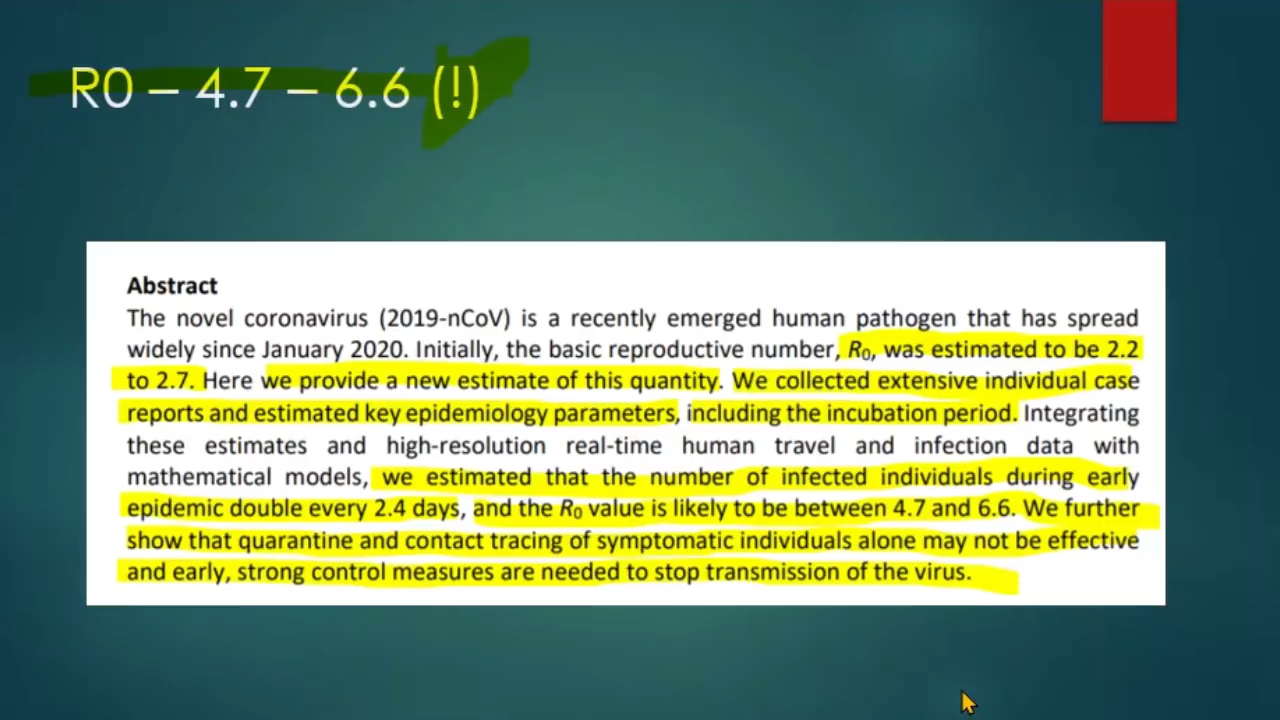 R0 – 4.7 – 6.6 (!)
Abstract
The novel coronavirus (2019-nCoV) is a recently emerged human pathogen that has spread
widely since January 2020. Initially, the basic reproductive number, R₀, was estimated to be 2.2
to 2.7. Here we provide a new estimate of this quantity. We collected extensive individual case
reports and estimated key epidemiology parameters, including the incubation period. Integrating
these estimates and high-resolution real-time human travel and infection data with
mathematical models, we estimated that the number of infected individuals during early
epidemic double every 2.4 days, and the R₀ value is likely to be between 4.7 and 6.6. We further
show that quarantine and contact tracing of symptomatic individuals alone may not be effective
and early, strong control measures are needed to stop transmission of the virus.